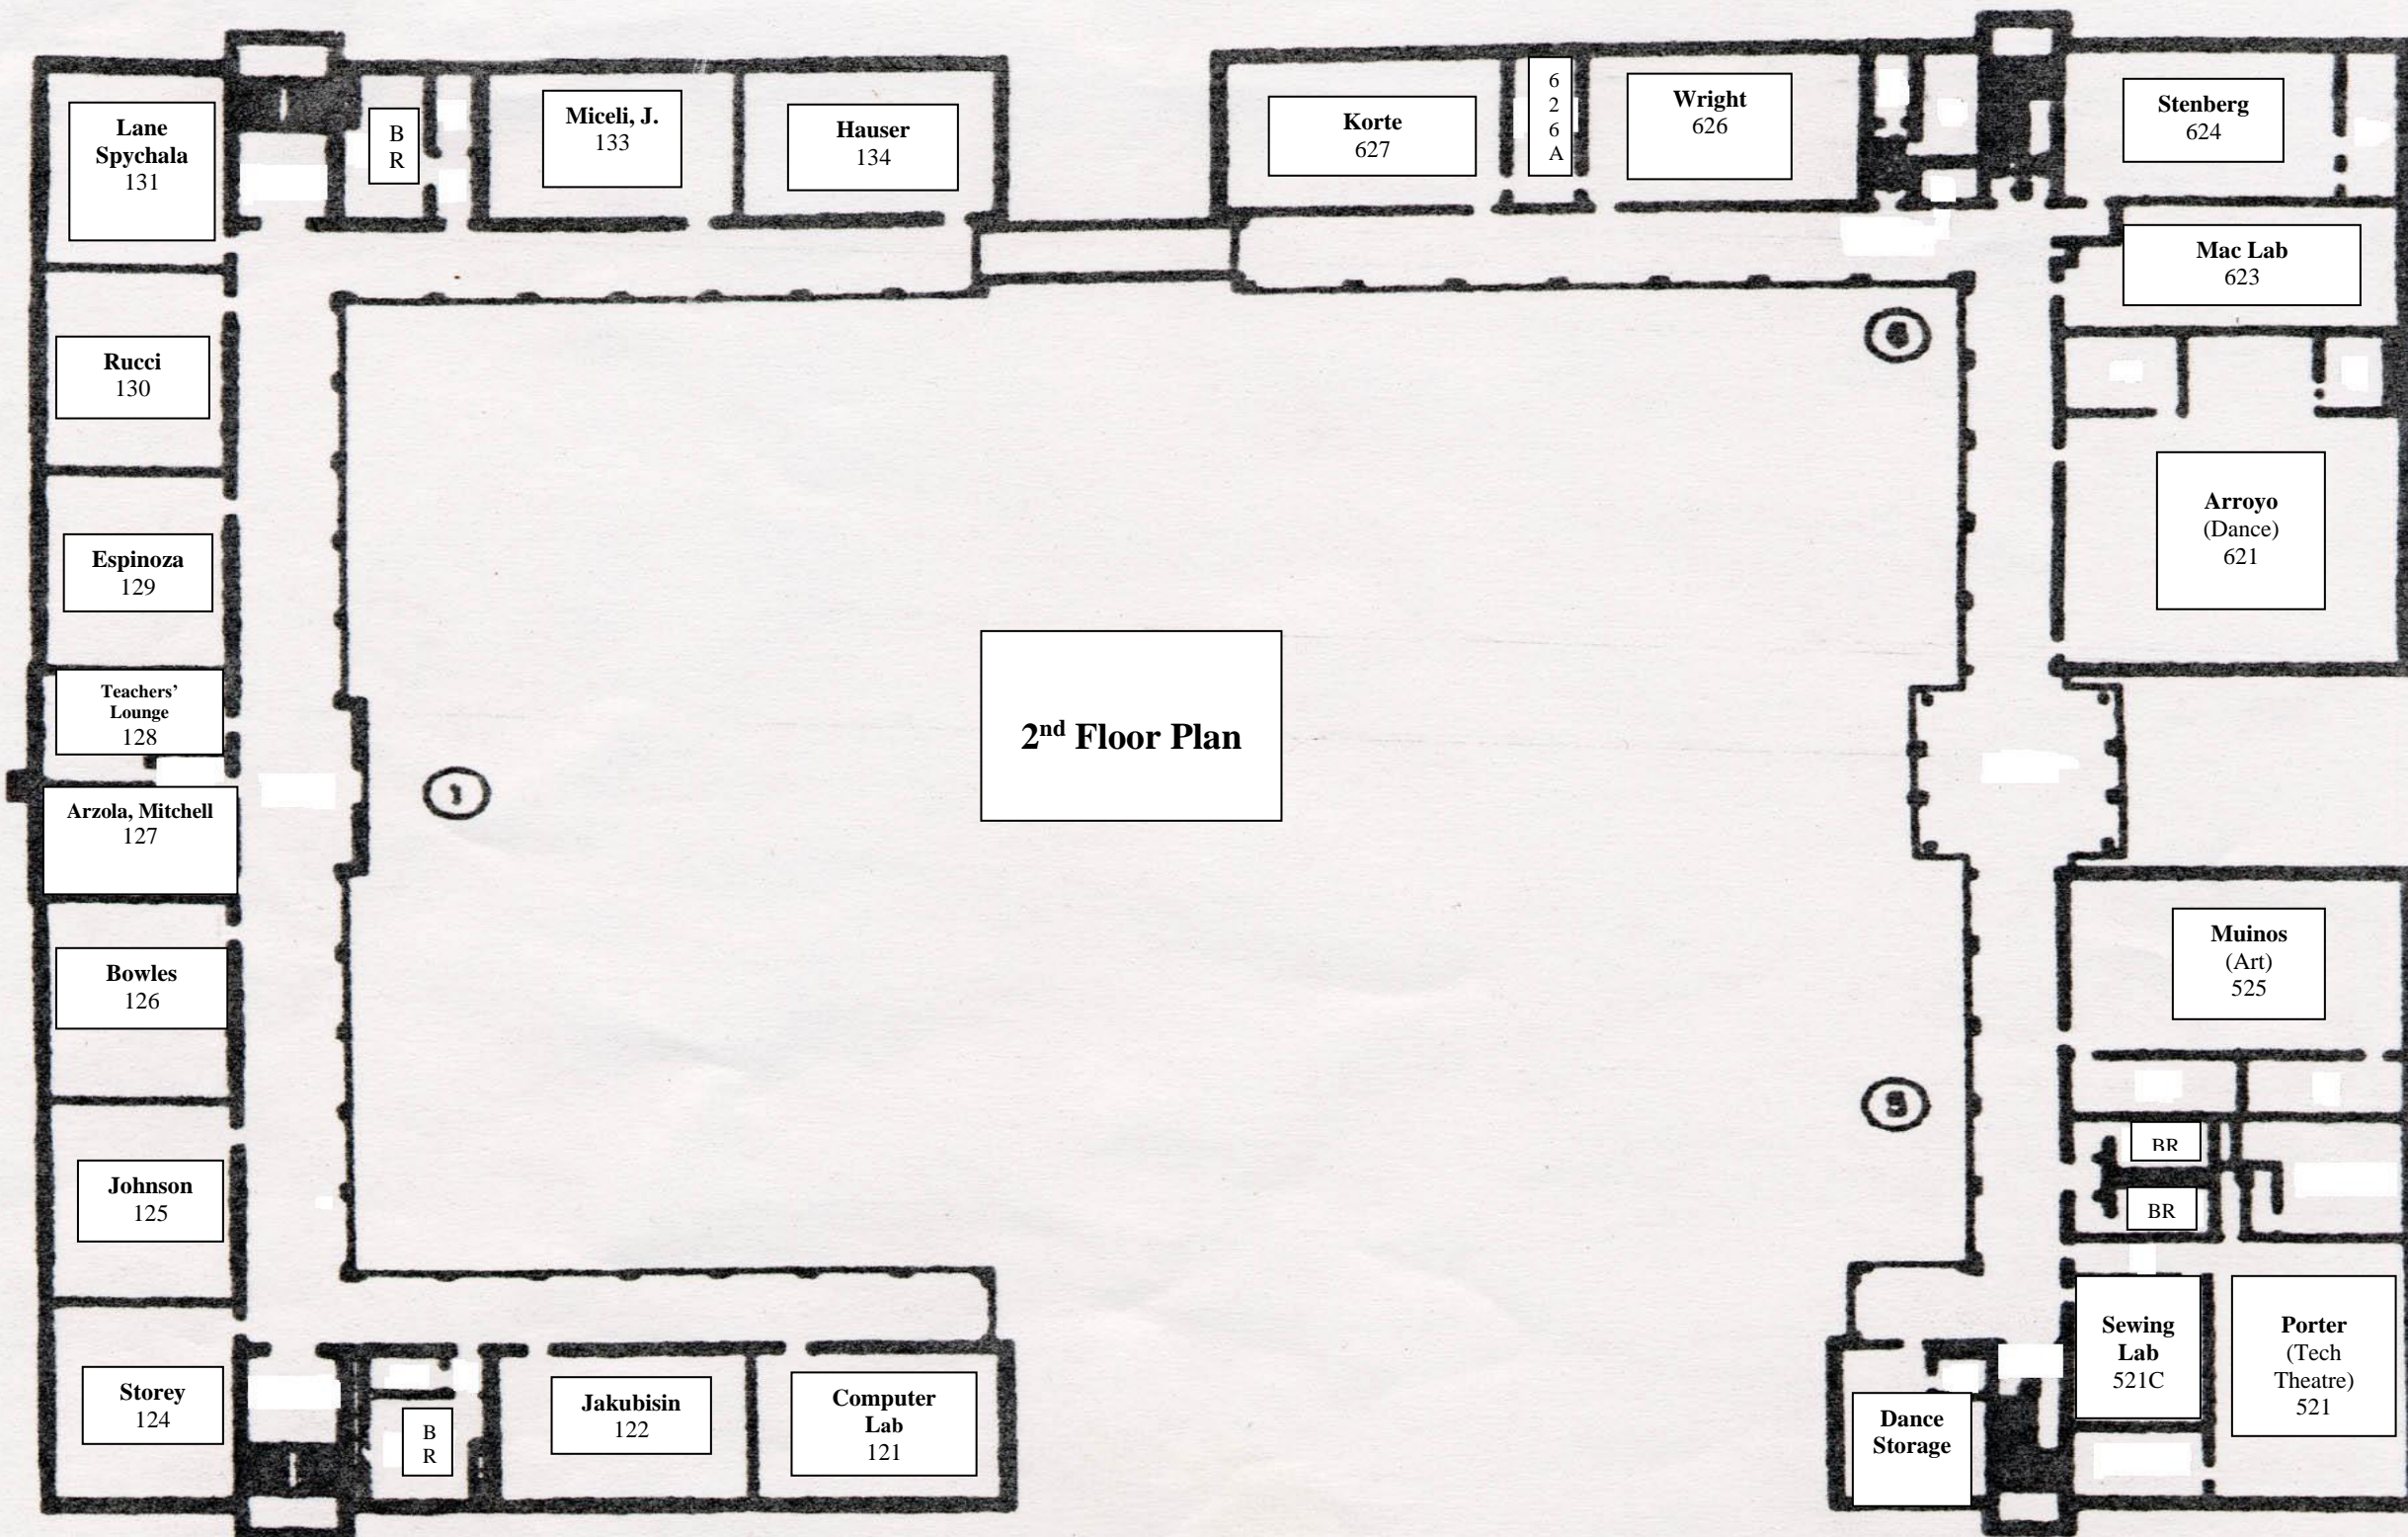 Lane
Spychala
131
B
R
Miceli, J.
133
Hauser
134
Korte
627
6
2
6
A
Wright
626
Stenberg
624
Mac Lab
623
Rucci
130
Arroyo
(Dance)
621
Espinoza
129
Teachers’
Lounge
128
2nd Floor Plan
1
Arzola, Mitchell
127
Bowles
126
Muinos
(Art)
525
Johnson
125
BR
BR
Storey
124
B
R
Jakubisin
122
Computer
Lab
121
Dance
Storage
Sewing
Lab
521C
Porter
(Tech
Theatre)
521